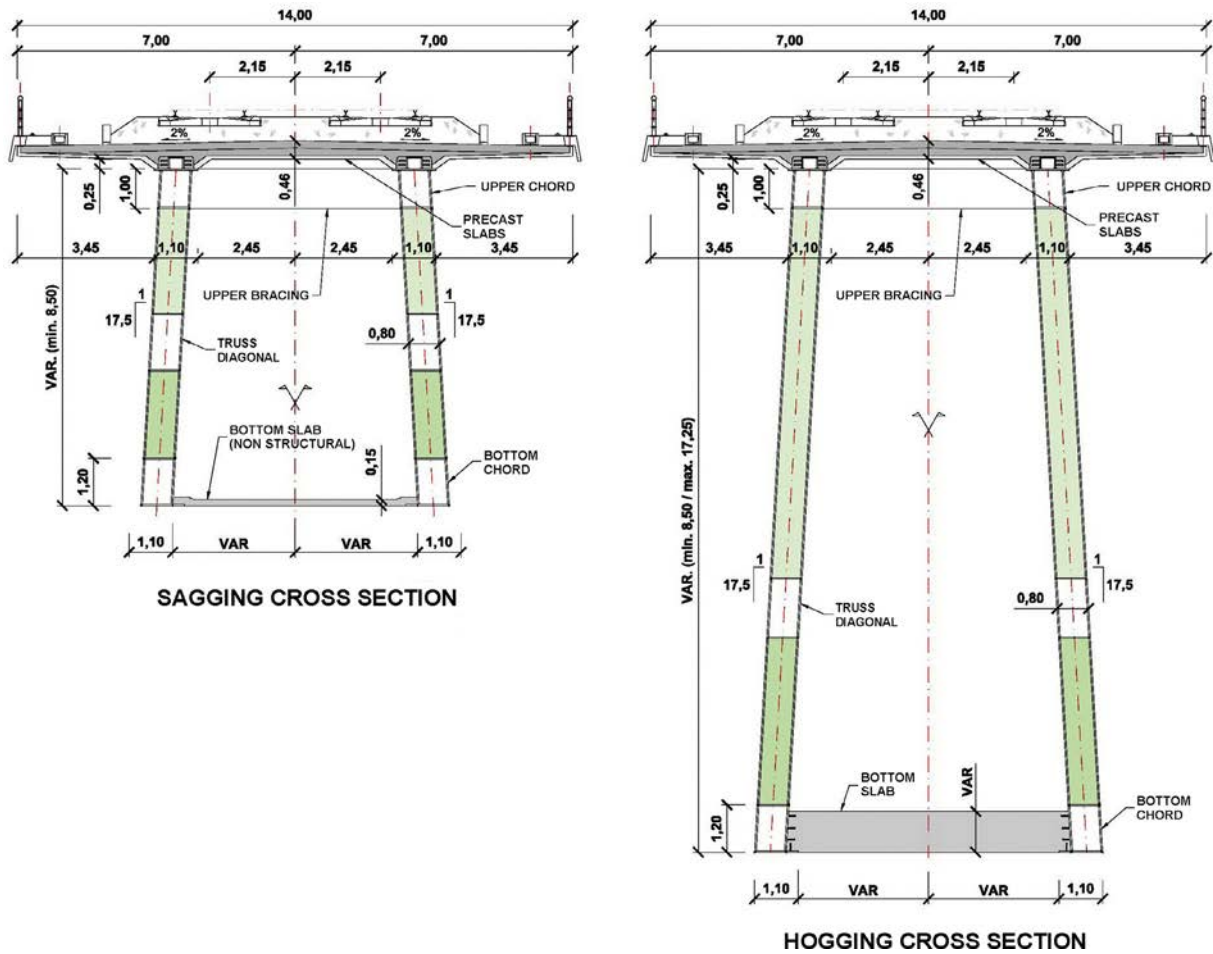 14,00
7,00
7,00
2,15
2,15
2%
2%
0,25
1,00
0,46
UPPER CHORD
PRECAST
SLABS
3,45
1,10
2,45
2,45
1,10
3,45
UPPER BRACING
1
17,5
1
17,5
VAR. (min. 8,50)
TRUSS
DIAGONAL
0,80
BOTTOM SLAB
(NON STRUCTURAL)
0,15
BOTTOM
CHORD
1,20
1,10
VAR
VAR
1,10
SAGGING CROSS SECTION
14,00
7,00
7,00
2,15
2,15
2%
2%
0,25
1,00
0,46
UPPER CHORD
PRECAST
SLABS
3,45
1,10
2,45
2,45
1,10
3,45
UPPER BRACING
VAR. (min. 8,50 / max. 17,25)
1
17,5
1
17,5
TRUSS
DIAGONAL
0,80
BOTTOM
SLAB
VAR
BOTTOM
CHORD
1,20
1,10
VAR
VAR
1,10
HOGGING CROSS SECTION